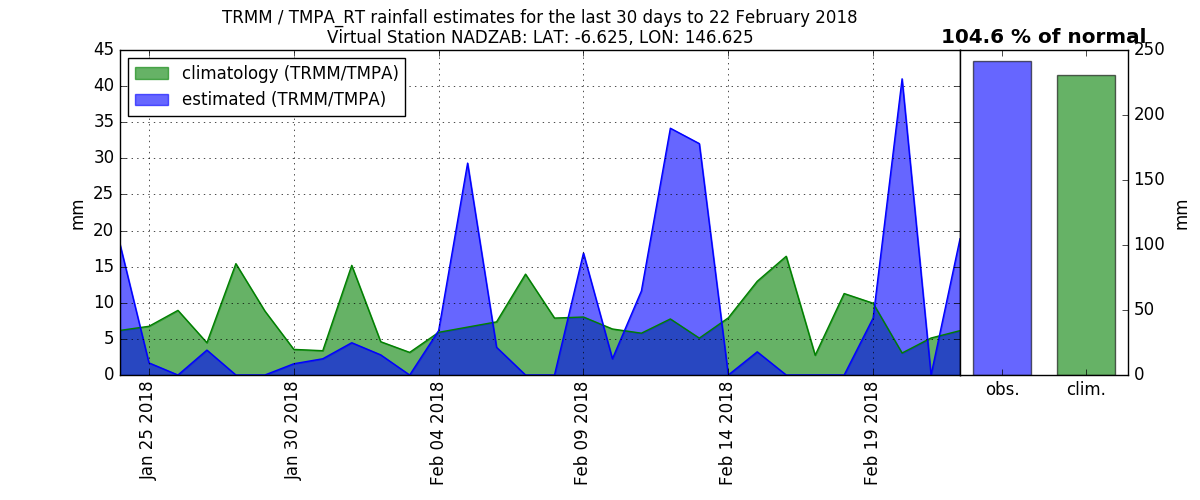 TRMM / TMPA_RT rainfall estimates for the last 30 days to 22 February 2018
Virtual Station NADZAB: LAT: -6.625, LON: 146.625
104.6 % of normal
climatology (TRMM/TMPA)
estimated (TRMM/TMPA)
45
40
35
30
25
20
15
10
5
0
mm
Jan 25 2018
Jan 30 2018
Feb 04 2018
Feb 09 2018
Feb 14 2018
Feb 19 2018
250
200
150
100
50
0
mm
obs.
clim.